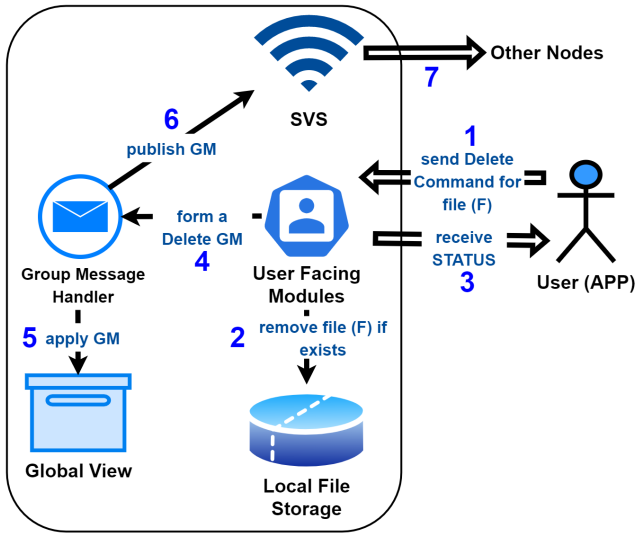 Other Nodes
7
SVS
6
publish GM
1
send Delete
Command for
file (F)
form a
Delete GM
4
receive
STATUS
3
User (APP)
Group Message
Handler
User Facing
Modules
5
apply GM
2
remove file (F) if
exists
Global View
Local File
Storage